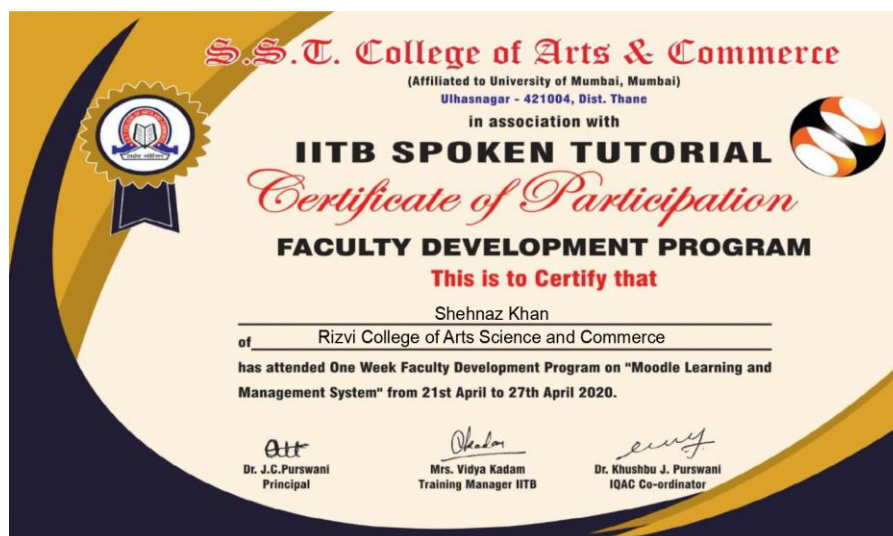 S.S.T. College of Arts & Commerce
(Affiliated to University of Mumbai, Mumbai)
Ulhasnagar - 421004, Dist. Thane
in association with
IITB SPOKEN TUTORIAL
Certificate of Participation
FACULTY DEVELOPMENT PROGRAM
This is to Certify that
Shehnaz Khan
of Rizvi College of Arts Science and Commerce
has attended One Week Faculty Development Program on "Moodle Learning and
Management System" from 21st April to 27th April 2020.
Dr. J.C.Purswani
Principal
Mrs. Vidya Kadam
Training Manager IITB
Dr. Khushbu J. Purswani
IQAC Co-ordinator